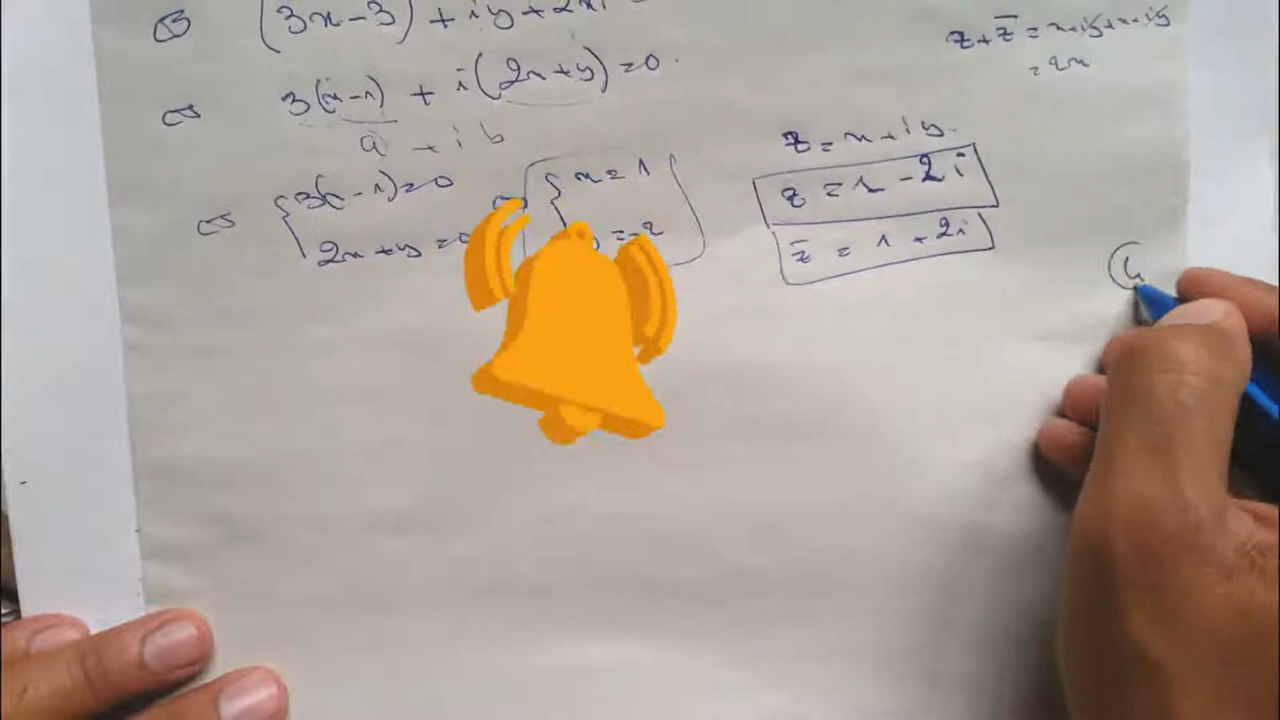 ⇔ (3x-3) + iy + 2xi =
z + z̄ = x+iy+x-iy
= 2x
⇔ 3(x-1) + i(2x+y) = 0.
a + ib
z = x + iy.
⇔ { 3(x-1)=0 ⇔ { x = 1
2x + y = 0 = -2
z = 1 - 2i
z̄ = 1 + 2i